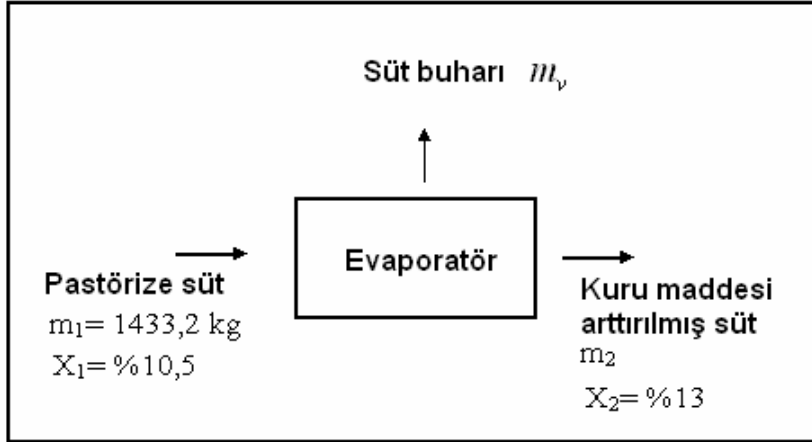 Süt buharı m_v
Evaporatör
Pastörize süt
m₁= 1433,2 kg
X₁= %10,5
Kuru maddesi
arttırılmış süt
m₂
X₂= %13